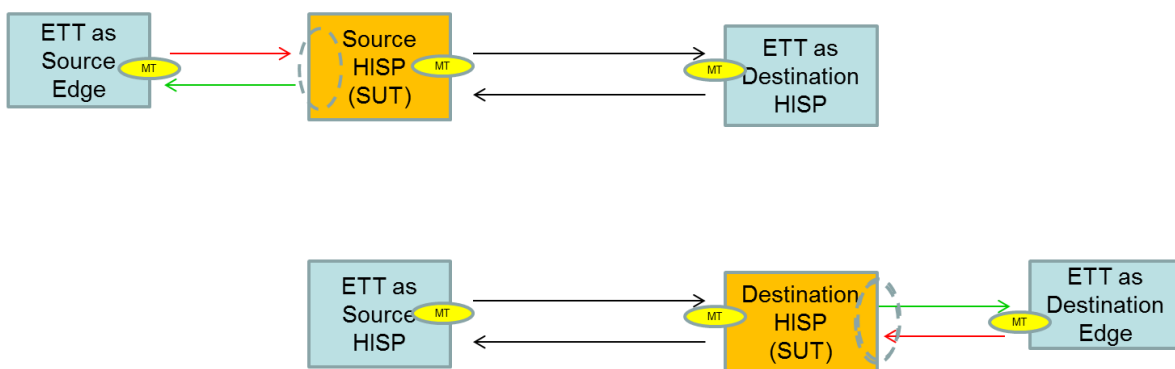 ETT as
Source
Edge
MT
Source
HISP
(SUT)
MT
MT
ETT as
Destination
HISP
ETT as
Source
HISP
MT
MT
Destination
HISP
(SUT)
MT
ETT as
Destination
Edge